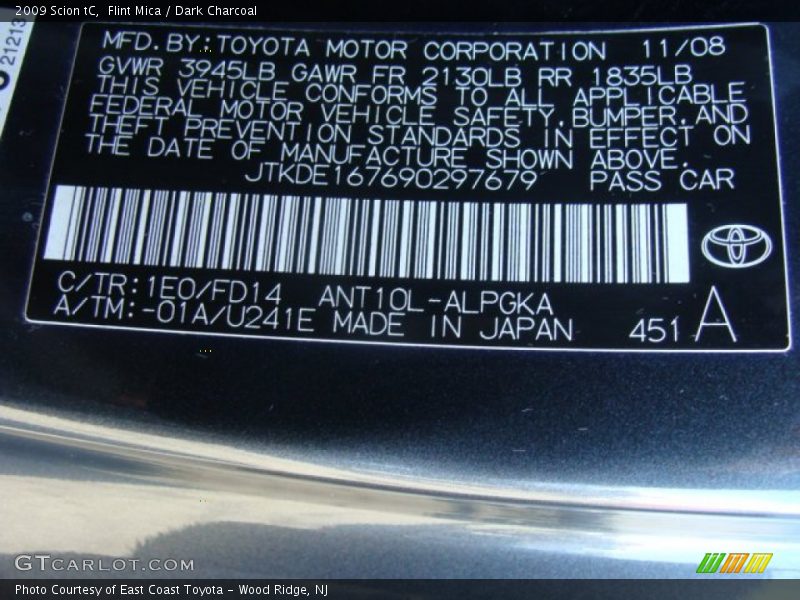 2009 Scion tC,  Flint Mica / Dark Charcoal
21213
MFD. BY: TOYOTA MOTOR CORPORATION 11/08
GVWR 3945LB GAWR FR 2130LB RR 1835LB
THIS VEHICLE CONFORMS TO ALL APPLICABLE
FEDERAL MOTOR VEHICLE SAFETY, BUMPER, AND
THEFT PREVENTION STANDARDS IN EFFECT ON
THE DATE OF MANUFACTURE SHOWN ABOVE.
JTKDE167690297679 PASS CAR
C/TR: 1E0/FD14 ANT10L-ALPGKA
A/TM: -01A/U241E MADE IN JAPAN 451 A
GTCARLOT.COM
Photo Courtesy of East Coast Toyota - Wood Ridge, NJ